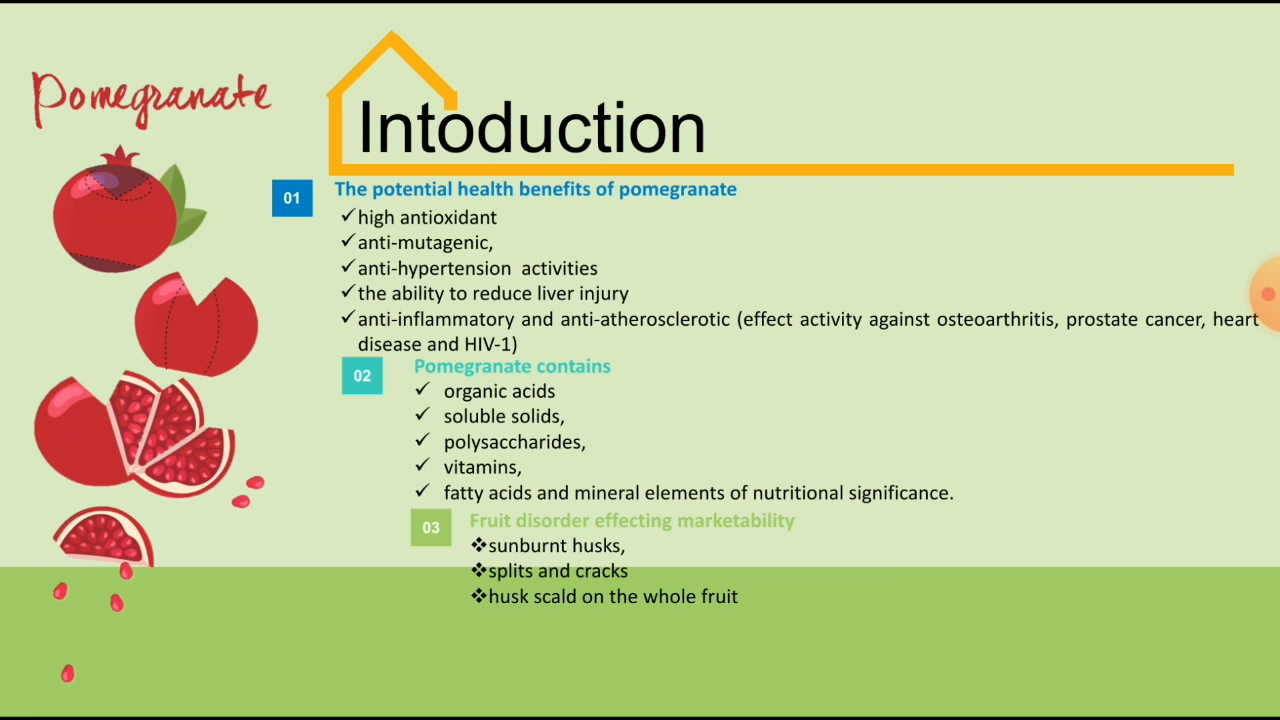 Pomegranate
Intoduction
01
The potential health benefits of pomegranate
✓high antioxidant
✓anti-mutagenic,
✓anti-hypertension activities
✓the ability to reduce liver injury
✓anti-inflammatory and anti-atherosclerotic (effect activity against osteoarthritis, prostate cancer, heart
disease and HIV-1)
02
Pomegranate contains
✓ organic acids
✓ soluble solids,
✓ polysaccharides,
✓ vitamins,
✓ fatty acids and mineral elements of nutritional significance.
03
Fruit disorder effecting marketability
❖sunburnt husks,
❖splits and cracks
❖husk scald on the whole fruit